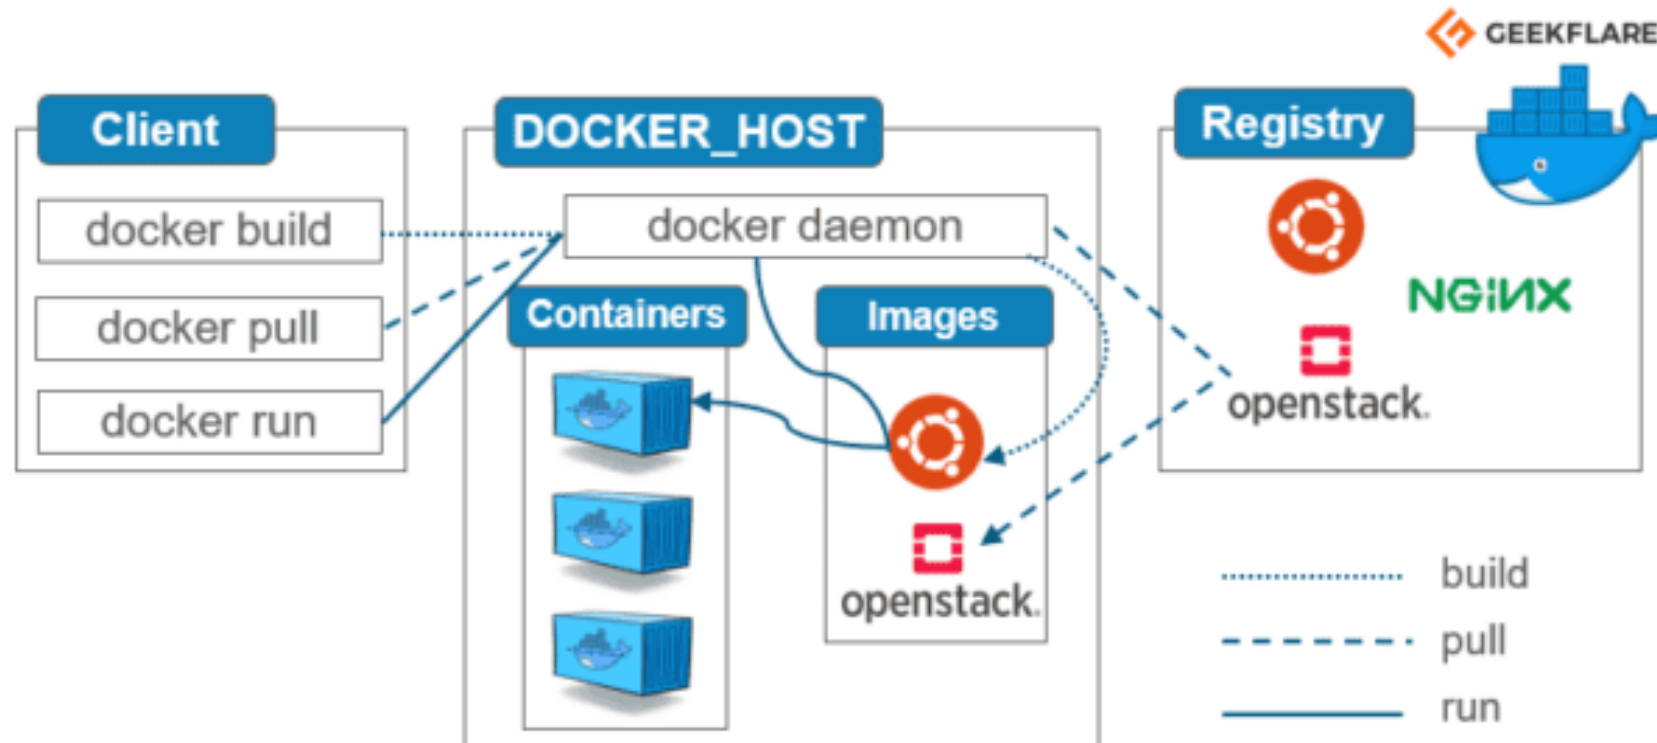 GEEKFLARE
Client
docker build
docker pull
docker run
DOCKER_HOST
docker daemon
Containers
Images
openstack.
Registry
NGiNX
openstack.
build
pull
run